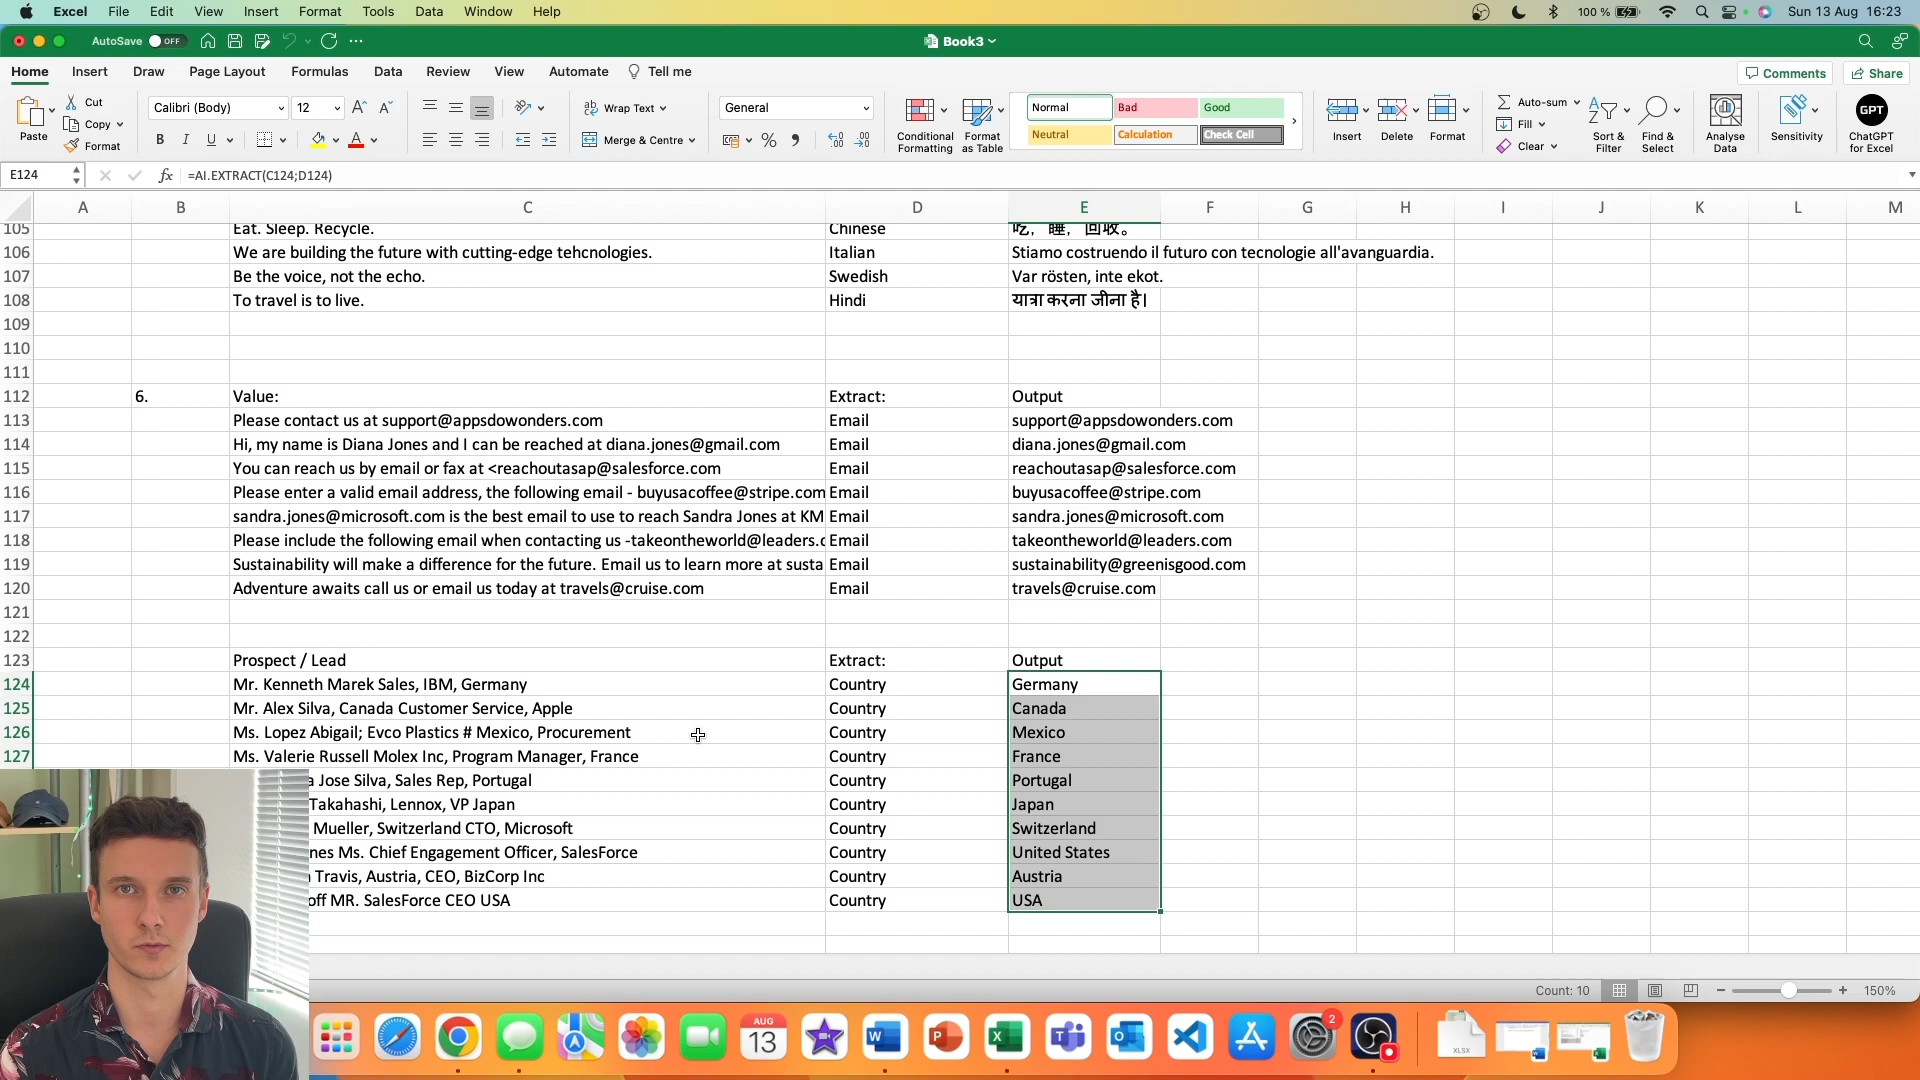 Excel File Edit View Insert Format Tools Data Window Help 100 % Sun 13 Aug 16:23
AutoSave OFF Book3
Home Insert Draw Page Layout Formulas Data Review View Automate Tell me Comments Share
Paste Cut Copy Format
Calibri (Body) 12
B I U
Wrap Text
Merge & Centre
General
Conditional Formatting
Format as Table
Normal Bad Good
Neutral Calculation Check Cell
Insert Delete Format
Auto-sum
Fill
Clear
Sort & Filter
Find & Select
Analyse Data
Sensitivity
GPT
ChatGPT for Excel
E124 fx =AI.EXTRACT(C124;D124)
A B C D E F G H I J K L M
105 Eat. Sleep. Recycle. Chinese 吃，睡，回收。
106 We are building the future with cutting-edge tehcnologies. Italian Stiamo costruendo il futuro con tecnologie all'avanguardia.
107 Be the voice, not the echo. Swedish Var rösten, inte ekot.
108 To travel is to live. Hindi यात्रा करना जीना है।
109
110
111
112 6. Value: Extract: Output
113 Please contact us at support@appsdowonders.com Email support@appsdowonders.com
114 Hi, my name is Diana Jones and I can be reached at diana.jones@gmail.com Email diana.jones@gmail.com
115 You can reach us by email or fax at <reachoutasap@salesforce.com Email reachoutasap@salesforce.com
116 Please enter a valid email address, the following email - buyusacoffee@stripe.com Email buyusacoffee@stripe.com
117 sandra.jones@microsoft.com is the best email to use to reach Sandra Jones at KM Email sandra.jones@microsoft.com
118 Please include the following email when contacting us -takeontheworld@leaders.c Email takeontheworld@leaders.com
119 Sustainability will make a difference for the future. Email us to learn more at susta Email sustainability@greenisgood.com
120 Adventure awaits call us or email us today at travels@cruise.com Email travels@cruise.com
121
122
123 Prospect / Lead Extract: Output
124 Mr. Kenneth Marek Sales, IBM, Germany Country Germany
125 Mr. Alex Silva, Canada Customer Service, Apple Country Canada
126 Ms. Lopez Abigail; Evco Plastics # Mexico, Procurement Country Mexico
127 Ms. Valerie Russell Molex Inc, Program Manager, France Country France
Jose Silva, Sales Rep, Portugal Country Portugal
Takahashi, Lennox, VP Japan Country Japan
Mueller, Switzerland CTO, Microsoft Country Switzerland
nes Ms. Chief Engagement Officer, SalesForce Country United States
Travis, Austria, CEO, BizCorp Inc Country Austria
off MR. SalesForce CEO USA Country USA
Count: 10 150%
AUG
13
2
XLSX